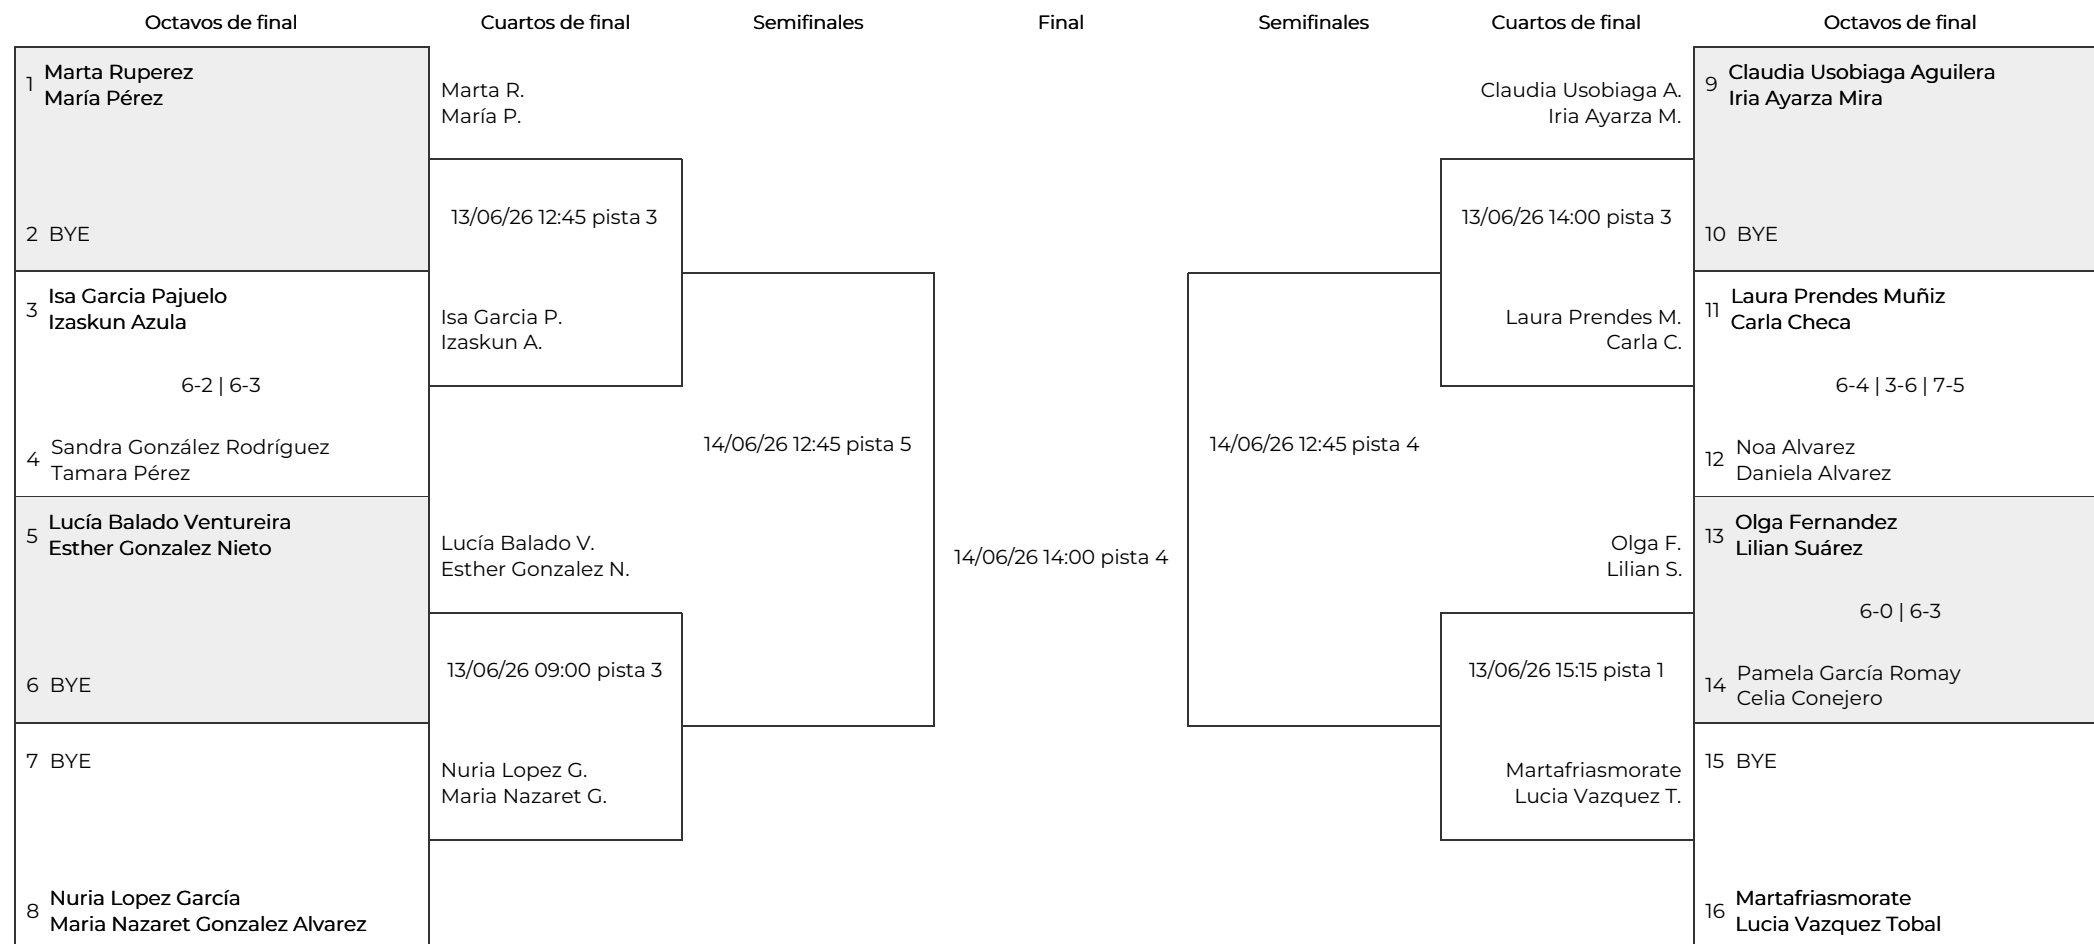 Octavos de final
Cuartos de final
Semifinales
Final
Semifinales
Cuartos de final
Octavos de final
1 Marta Ruperez
María Pérez
2 BYE
3 Isa Garcia Pajuelo
Izaskun Azula
6-2 | 6-3
4 Sandra González Rodríguez
Tamara Pérez
5 Lucía Balado Ventureira
Esther Gonzalez Nieto
6 BYE
7 BYE
8 Nuria Lopez García
Maria Nazaret Gonzalez Alvarez
Marta R.
María P.
13/06/26 12:45 pista 3
Isa Garcia P.
Izaskun A.
Lucía Balado V.
Esther Gonzalez N.
13/06/26 09:00 pista 3
Nuria Lopez G.
Maria Nazaret G.
14/06/26 12:45 pista 5
14/06/26 14:00 pista 4
14/06/26 12:45 pista 4
Claudia Usobiaga A.
Iria Ayarza M.
13/06/26 14:00 pista 3
Laura Prendes M.
Carla C.
Olga F.
Lilian S.
13/06/26 15:15 pista 1
Martafriasmorate
Lucia Vazquez T.
9 Claudia Usobiaga Aguilera
Iria Ayarza Mira
10 BYE
11 Laura Prendes Muñiz
Carla Checa
6-4 | 3-6 | 7-5
12 Noa Alvarez
Daniela Alvarez
13 Olga Fernandez
Lilian Suárez
6-0 | 6-3
14 Pamela García Romay
Celia Conejero
15 BYE
16 Martafriasmorate
Lucia Vazquez Tobal